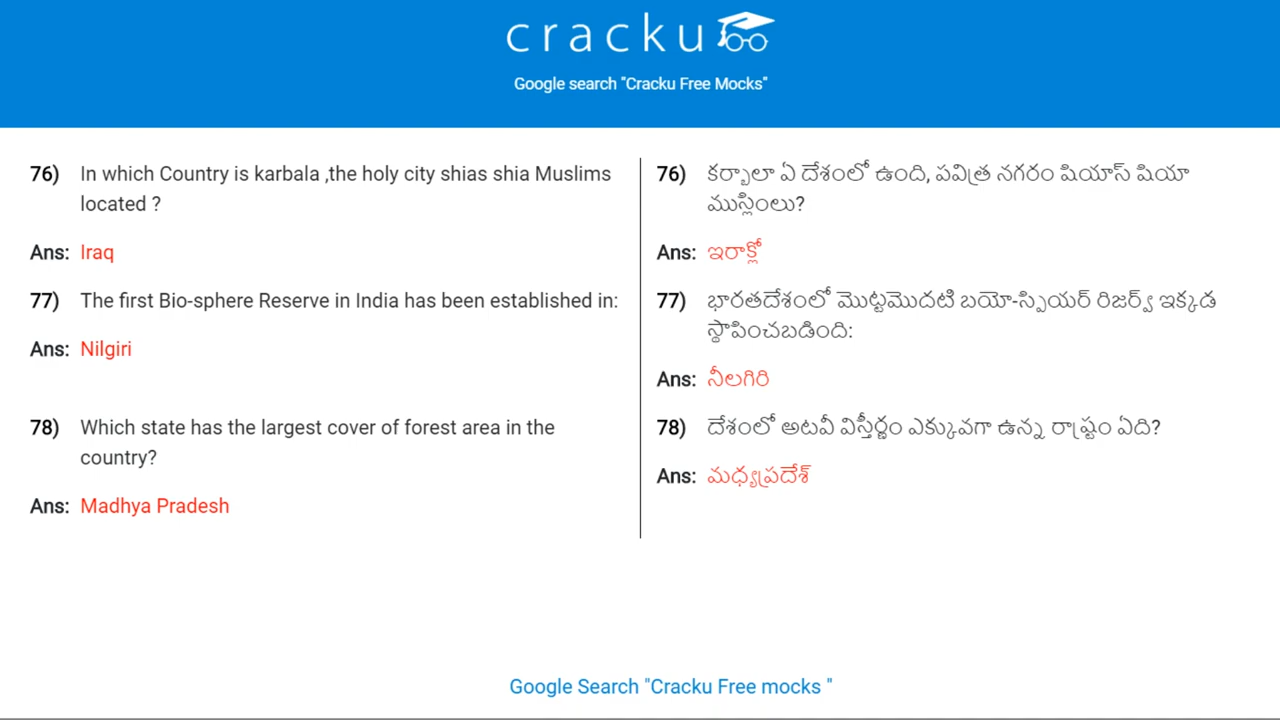 cracku
Google search "Cracku Free Mocks"
76) In which Country is karbala ,the holy city shias shia Muslims
located ?
Ans: Iraq
77) The first Bio-sphere Reserve in India has been established in:
Ans: Nilgiri
78) Which state has the largest cover of forest area in the
country?
Ans: Madhya Pradesh
76) కర్బాలా ఏ దేశంలో ఉంది, పవిత్ర నగరం షియాస్ షియా
ముస్లింలు?
Ans: ఇరాక్లో
77) భారతదేశంలో మొట్టమొదటి బయో-స్పియర్ రిజర్వ్ ఇక్కడ
స్థాపించబడింది:
Ans: నీలగిరి
78) దేశంలో అటవీ విస్తీర్ణం ఎక్కువగా ఉన్న రాష్ట్రం ఏది?
Ans: మధ్యప్రదేశ్
Google Search "Cracku Free mocks "